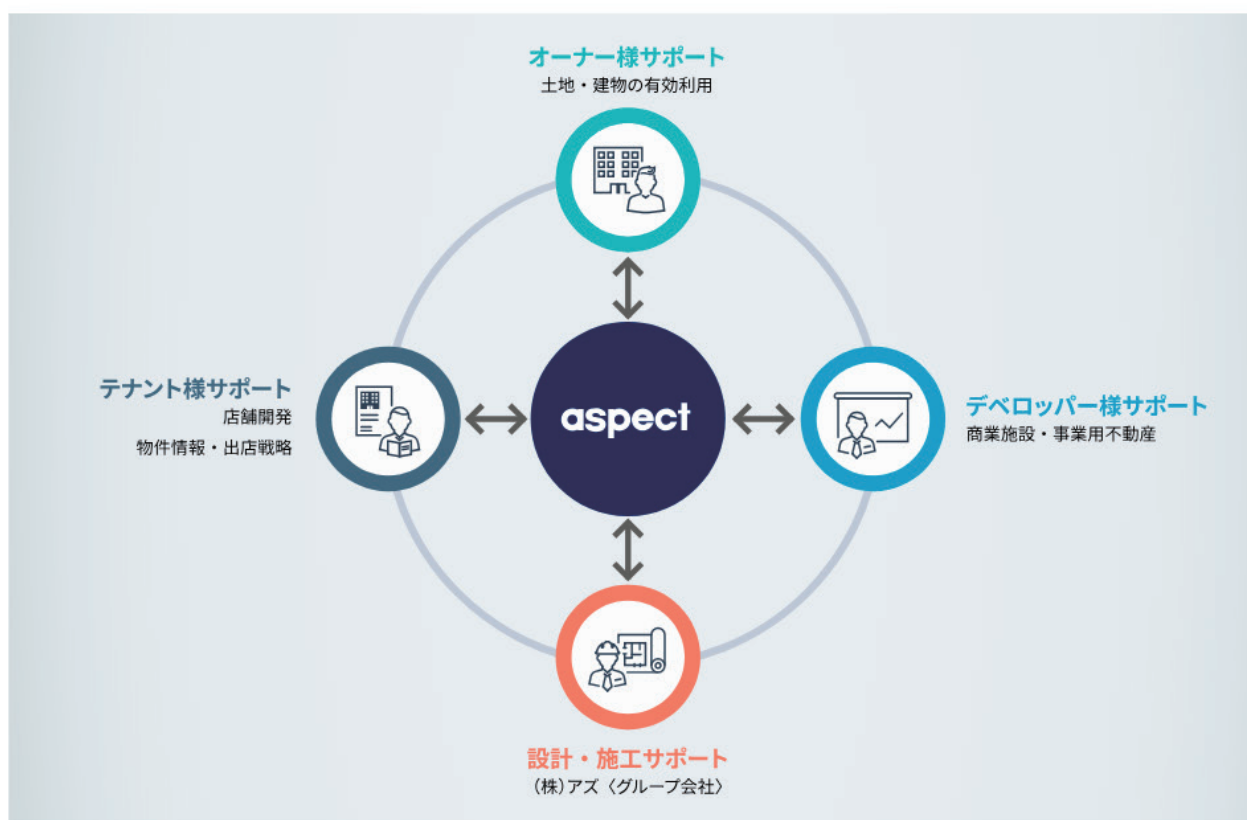 オーナー様サポート
土地・建物の有効利用
テナント様サポート
店舗開発
物件情報・出店戦略
aspect
デベロッパー様サポート
商業施設・事業用不動産
設計・施工サポート
(株)アズ〈グループ会社〉